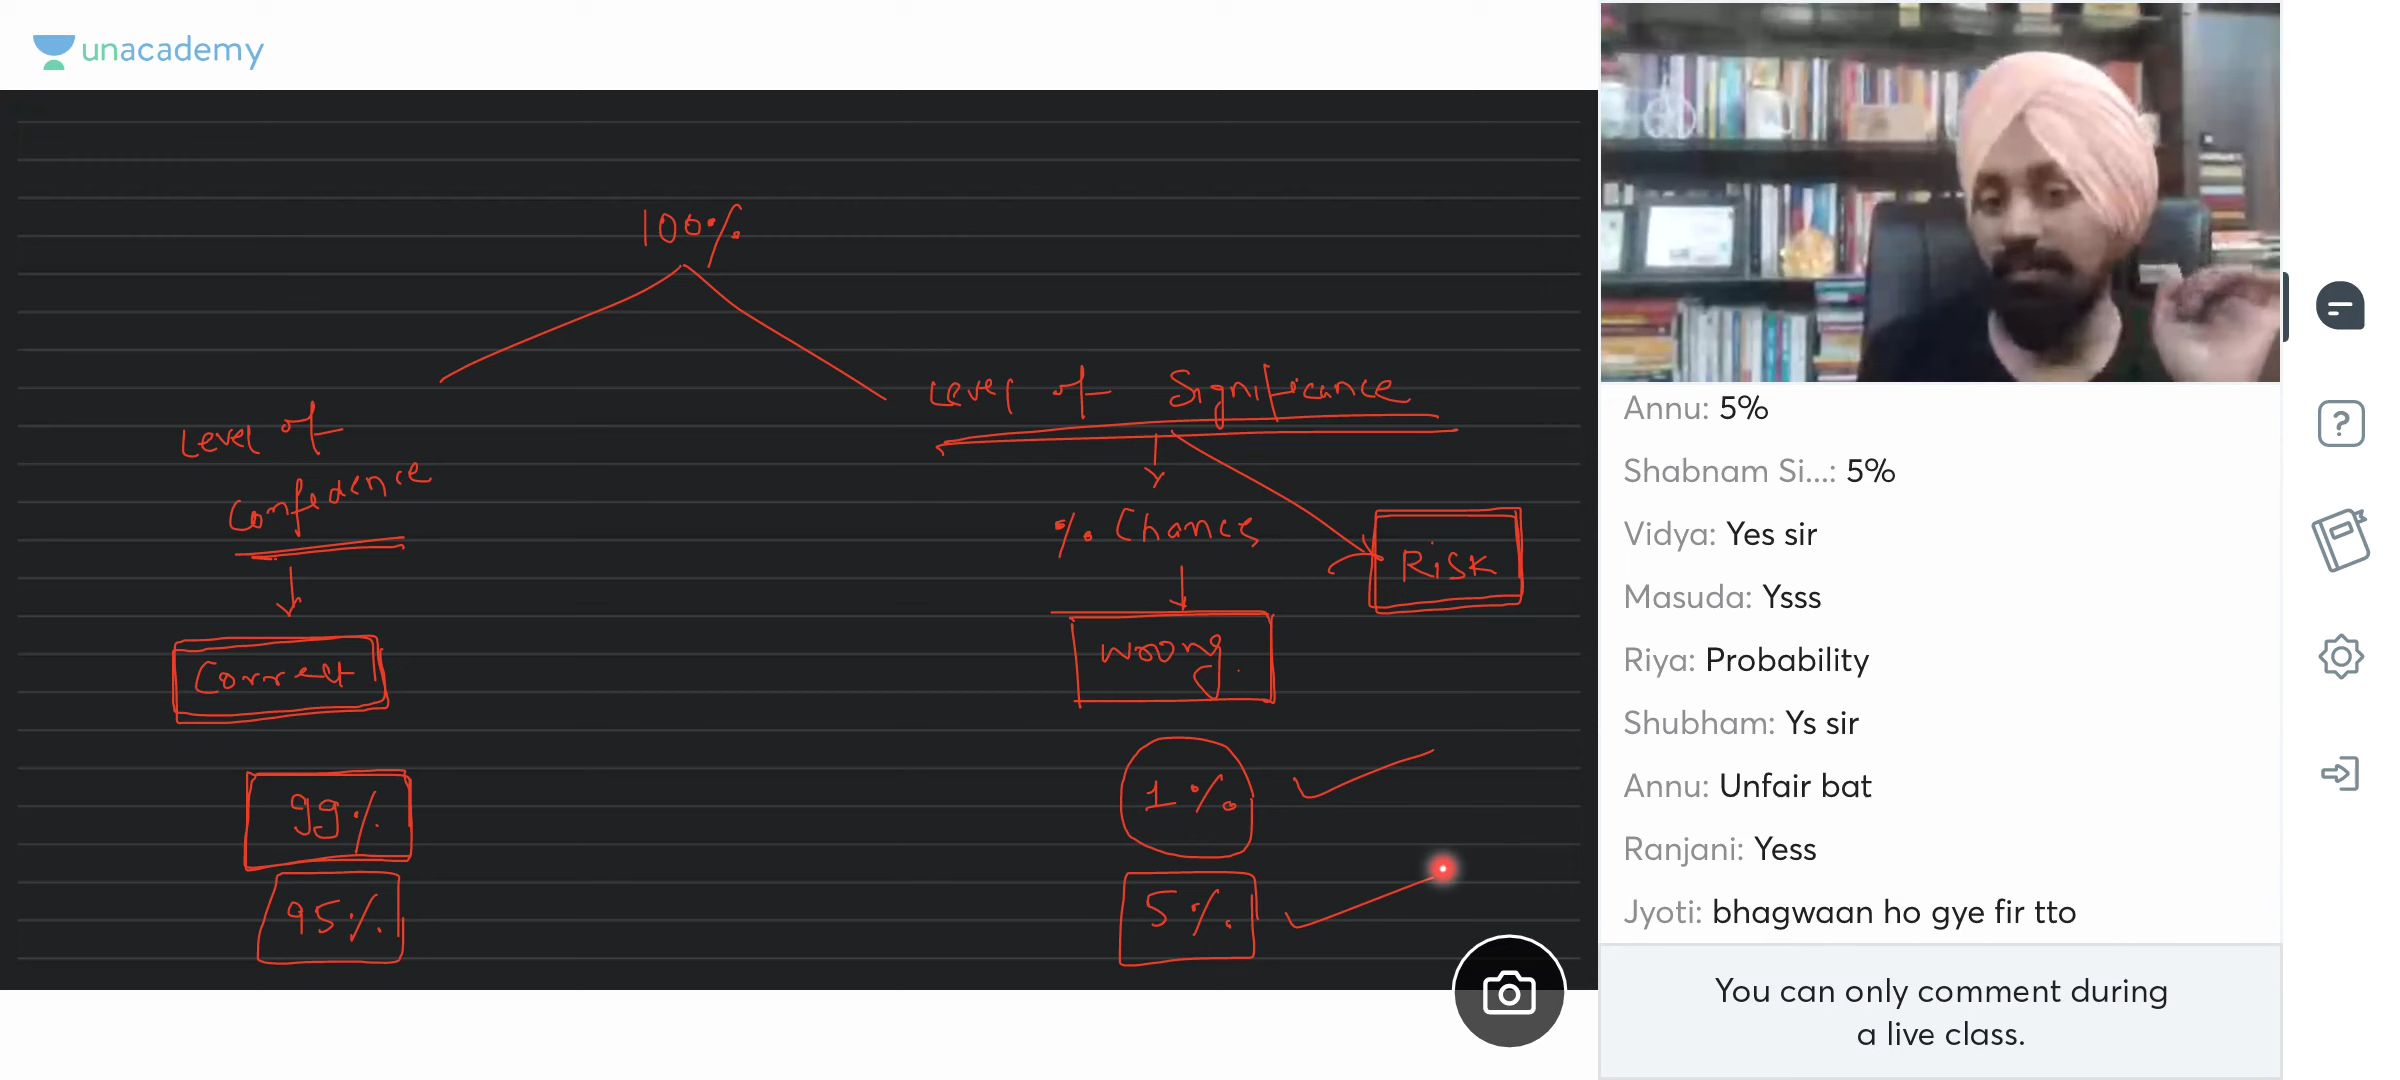 unacademy
100%
Level of
Confedence
Correct
99%
95%
Level of Significance
% Chances
Risk
Wrong
1%
5%
Annu: 5%
Shabnam Si...: 5%
Vidya: Yes sir
Masuda: Ysss
Riya: Probability
Shubham: Ys sir
Annu: Unfair bat
Ranjani: Yess
Jyoti: bhagwaan ho gye fir tto
You can only comment during
a live class.
?